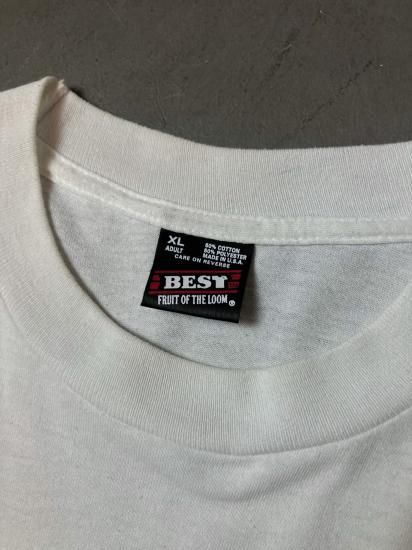 XL
ADULT
50% COTTON
50% POLYESTER
MADE IN U.S.A.
CARE ON REVERSE
BEST
FRUIT OF THE LOOM®